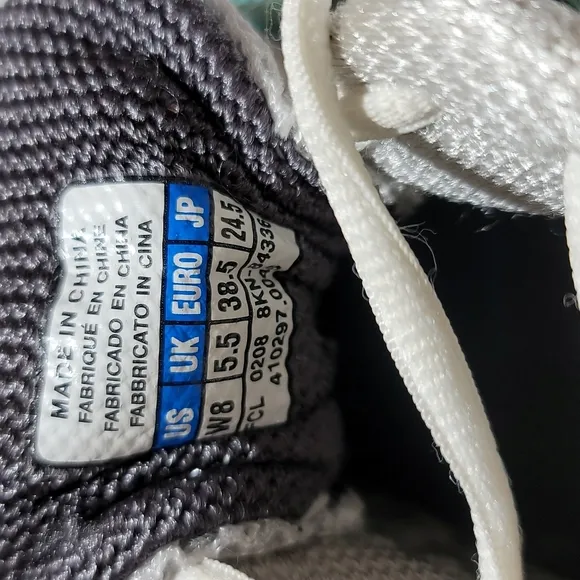 MADE IN CHINA
FABRIQUÉ EN CHINE
FABRICADO EN CHINA
FABBRICATO IN CINA
US UK EURO JP
W8 5.5 38.5 24.5
FCL 0208